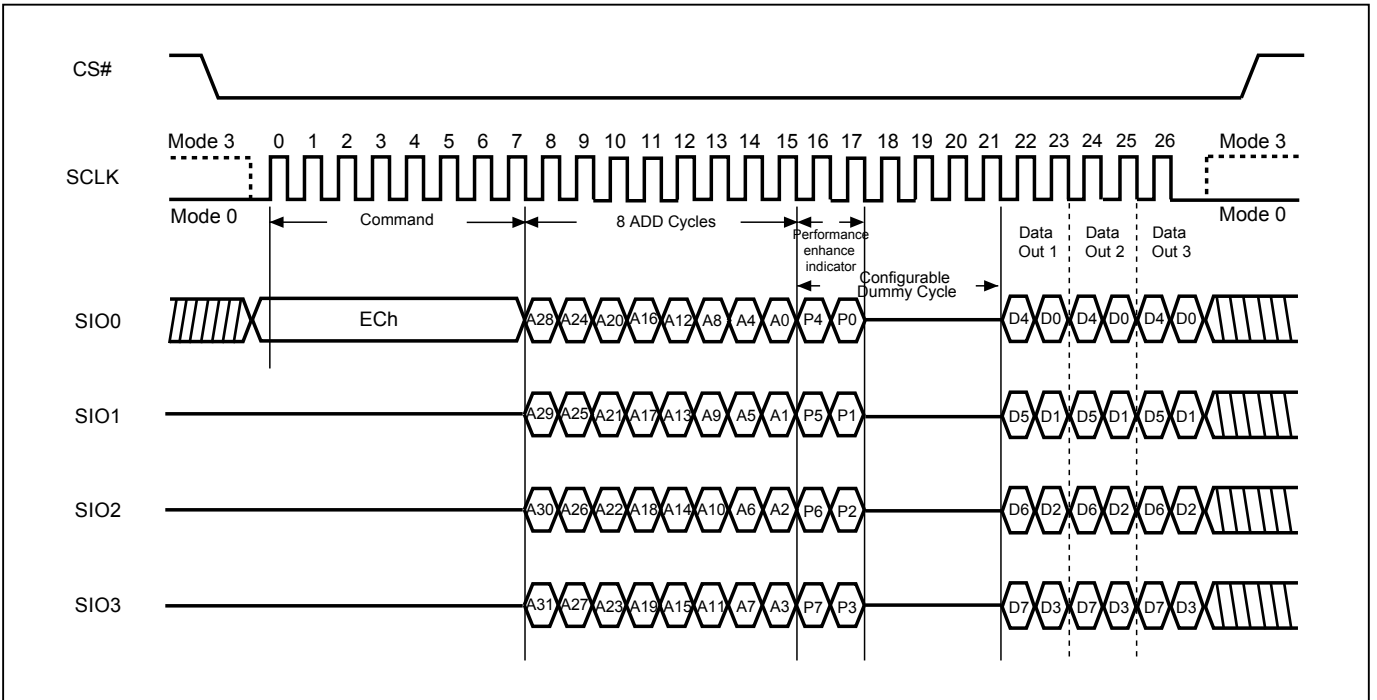 CS#
Mode 3 0 1 2 3 4 5 6 7 8 9 10 11 12 13 14 15 16 17 18 19 20 21 22 23 24 25 26 Mode 3
SCLK
Mode 0 Mode 0
Command 8 ADD Cycles
Performance
enhance
indicator
Data
Out 1
Data
Out 2
Data
Out 3
Configurable
Dummy Cycle
SIO0 ECh A28 A24 A20 A16 A12 A8 A4 A0 P4 P0 D4 D0 D4 D0 D4 D0
SIO1 A29 A25 A21 A17 A13 A9 A5 A1 P5 P1 D5 D1 D5 D1 D5 D1
SIO2 A30 A26 A22 A18 A14 A10 A6 A2 P6 P2 D6 D2 D6 D2 D6 D2
SIO3 A31 A27 A23 A19 A15 A11 A7 A3 P7 P3 D7 D3 D7 D3 D7 D3